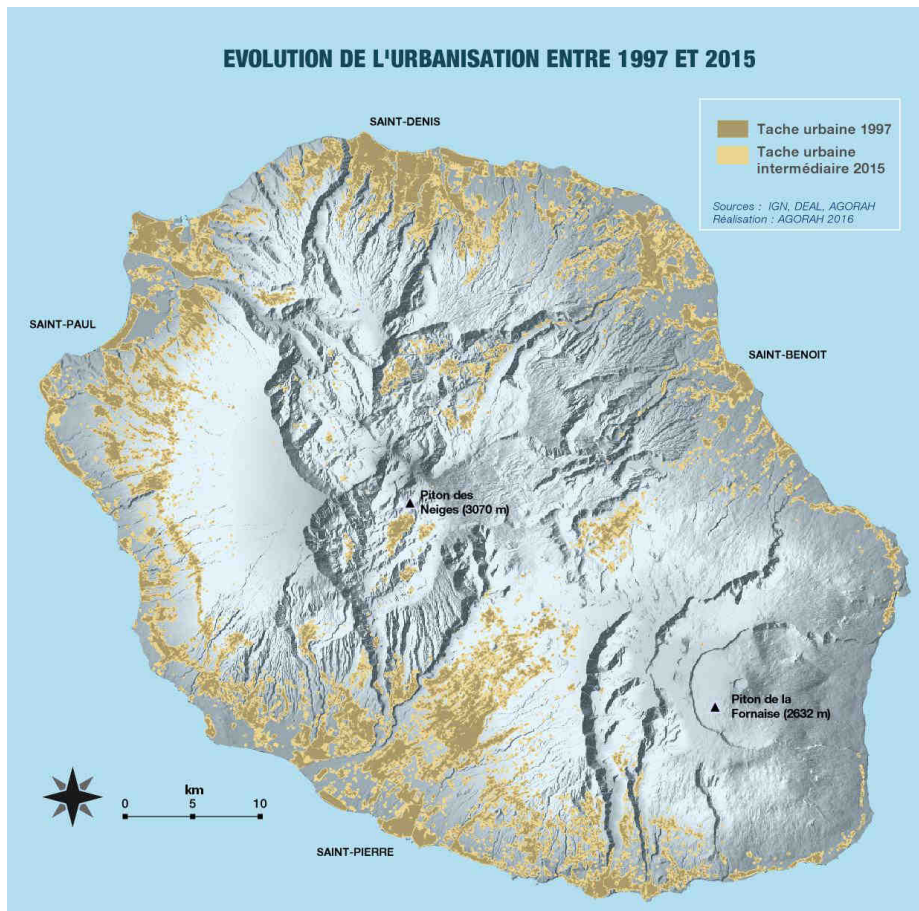 EVOLUTION DE L'URBANISATION ENTRE 1997 ET 2015
SAINT-DENIS
Tache urbaine 1997
Tache urbaine
intermédiaire 2015
Sources : IGN, DEAL, AGORAH
Réalisation : AGORAH 2016
SAINT-PAUL
SAINT-BENOIT
Piton des
Neiges (3070 m)
Piton de la
Fornaise (2632 m)
km
0 5 10
SAINT-PIERRE